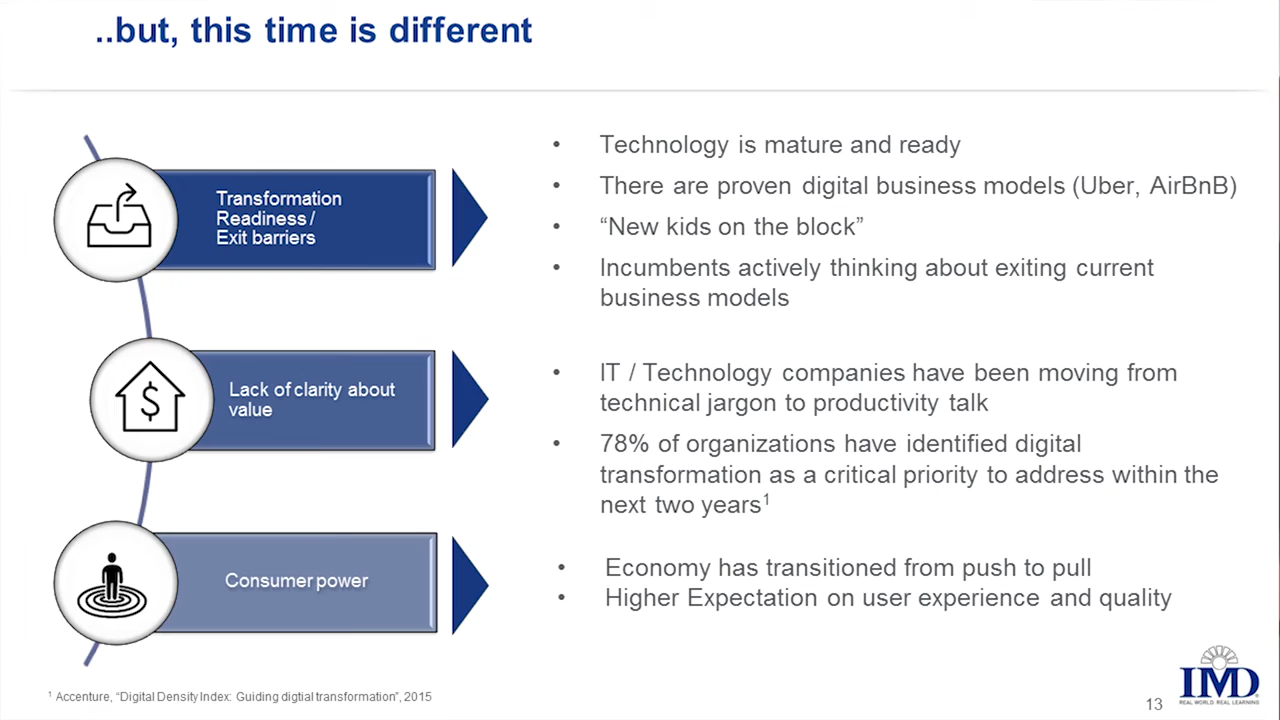 ..but, this time is different
Transformation
Readiness /
Exit barriers
• Technology is mature and ready
• There are proven digital business models (Uber, AirBnB)
• “New kids on the block”
• Incumbents actively thinking about exiting current
business models
Lack of clarity about
value
• IT / Technology companies have been moving from
technical jargon to productivity talk
• 78% of organizations have identified digital
transformation as a critical priority to address within the
next two years¹
Consumer power
• Economy has transitioned from push to pull
• Higher Expectation on user experience and quality
¹ Accenture, “Digital Density Index: Guiding digtial transformation”, 2015
13
IMD
REAL WORLD. REAL LEARNING